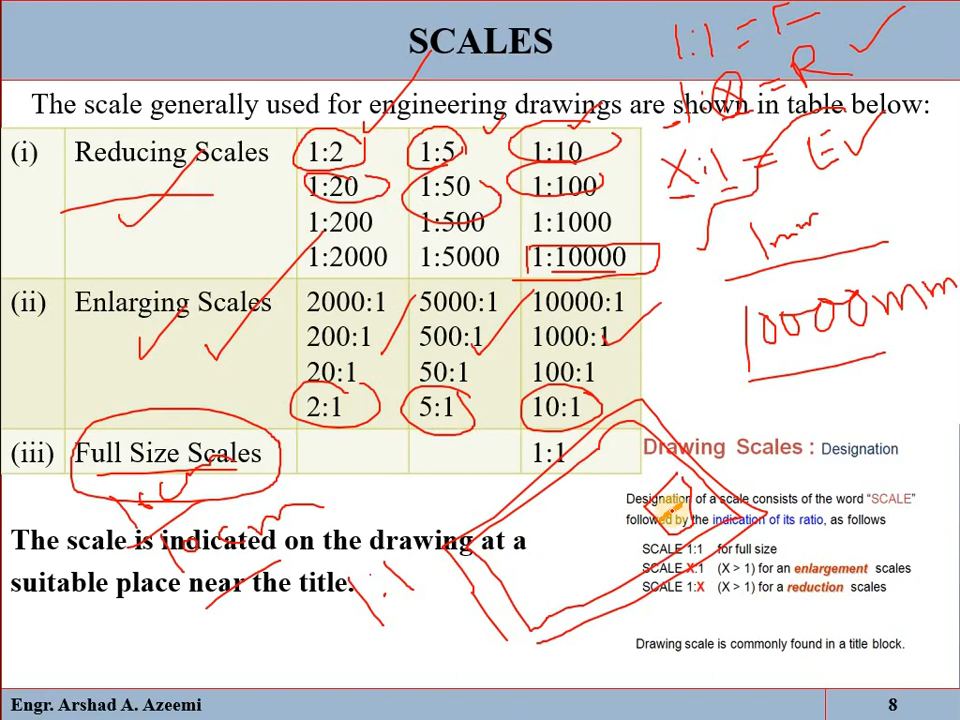 SCALES
1:1 = F
The scale generally used for engineering drawings are shown in table below:
= R
(i) Reducing Scales 1:2 1:5 1:10
X:1 = E
1:20 1:50 1:100
1:200 1:500 1:1000
1:2000 1:5000 1:10000
1mm
10000mm
(ii) Enlarging Scales 2000:1 5000:1 10000:1
200:1 500:1 1000:1
20:1 50:1 100:1
2:1 5:1 10:1
(iii) Full Size Scales 1:1
10cm
10cm
1:1
The scale is indicated on the drawing at a
suitable place near the title.
Drawing Scales : Designation
Designation of a scale consists of the word “SCALE”
followed by the indication of its ratio, as follows
SCALE 1:1 for full size
SCALE X:1 (X > 1) for an enlargement scales
SCALE 1:X (X > 1) for a reduction scales
Drawing scale is commonly found in a title block.
Engr. Arshad A. Azeemi 8